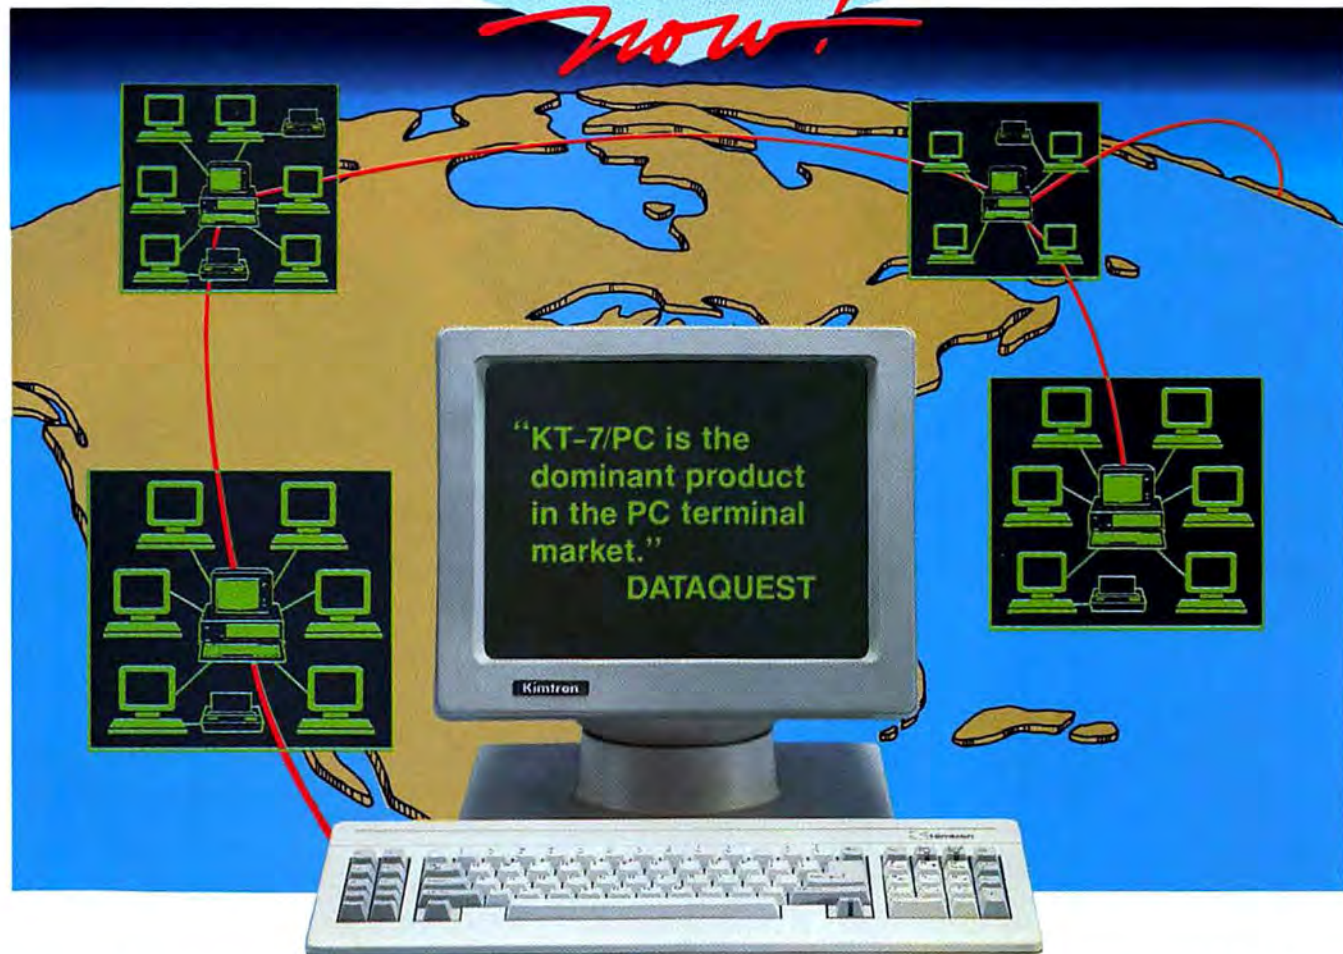 now!
“KT-7/PC is the
dominant product
in the PC terminal
market.”
DATAQUEST
Kimtron